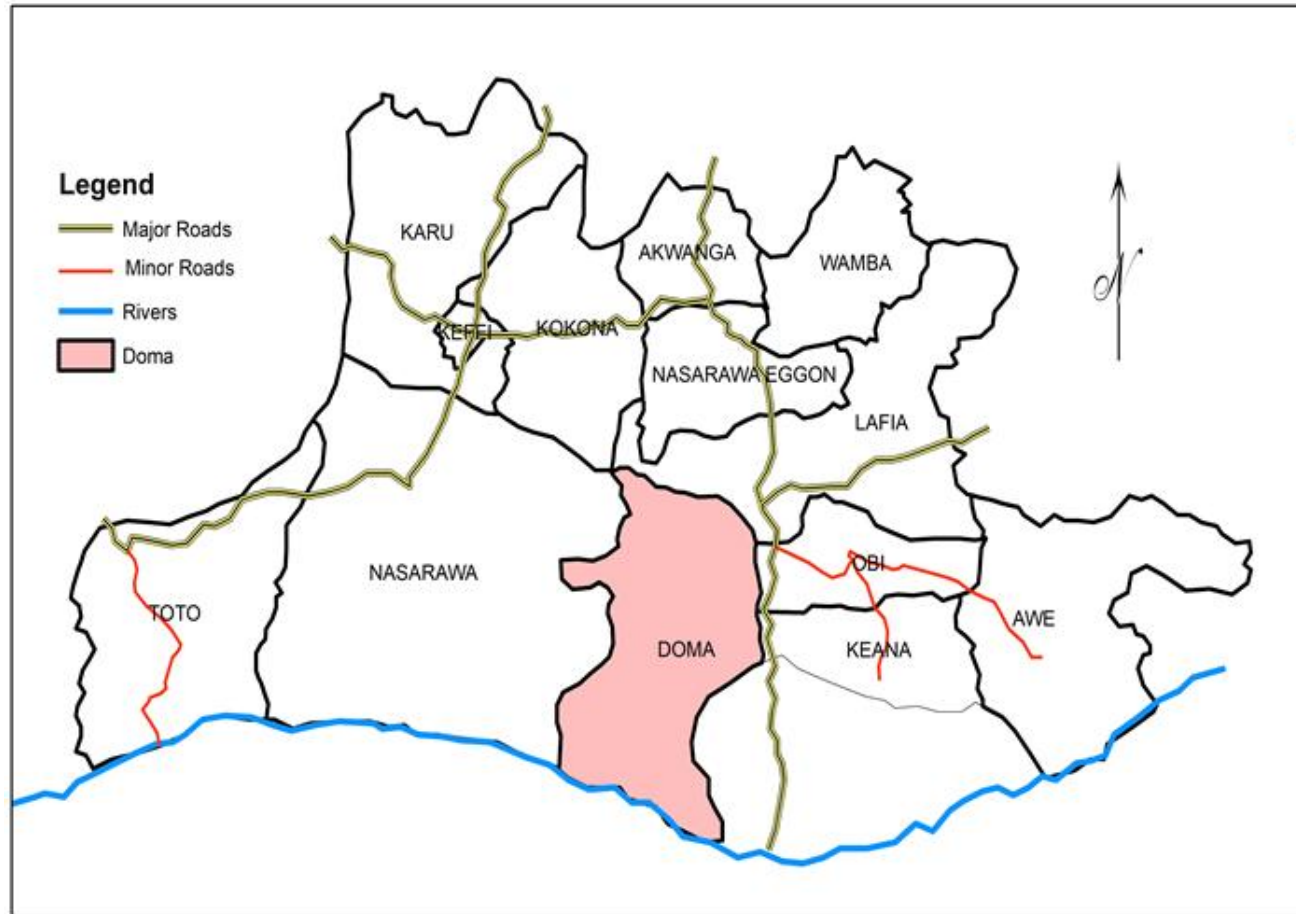 Legend
Major Roads
Minor Roads
Rivers
Doma
KARU
AKWANGA
WAMBA
N
KEFFI
KOKONA
NASARAWA EGGON
LAFIA
OBI
NASARAWA
TOTO
AWE
DOMA
KEANA